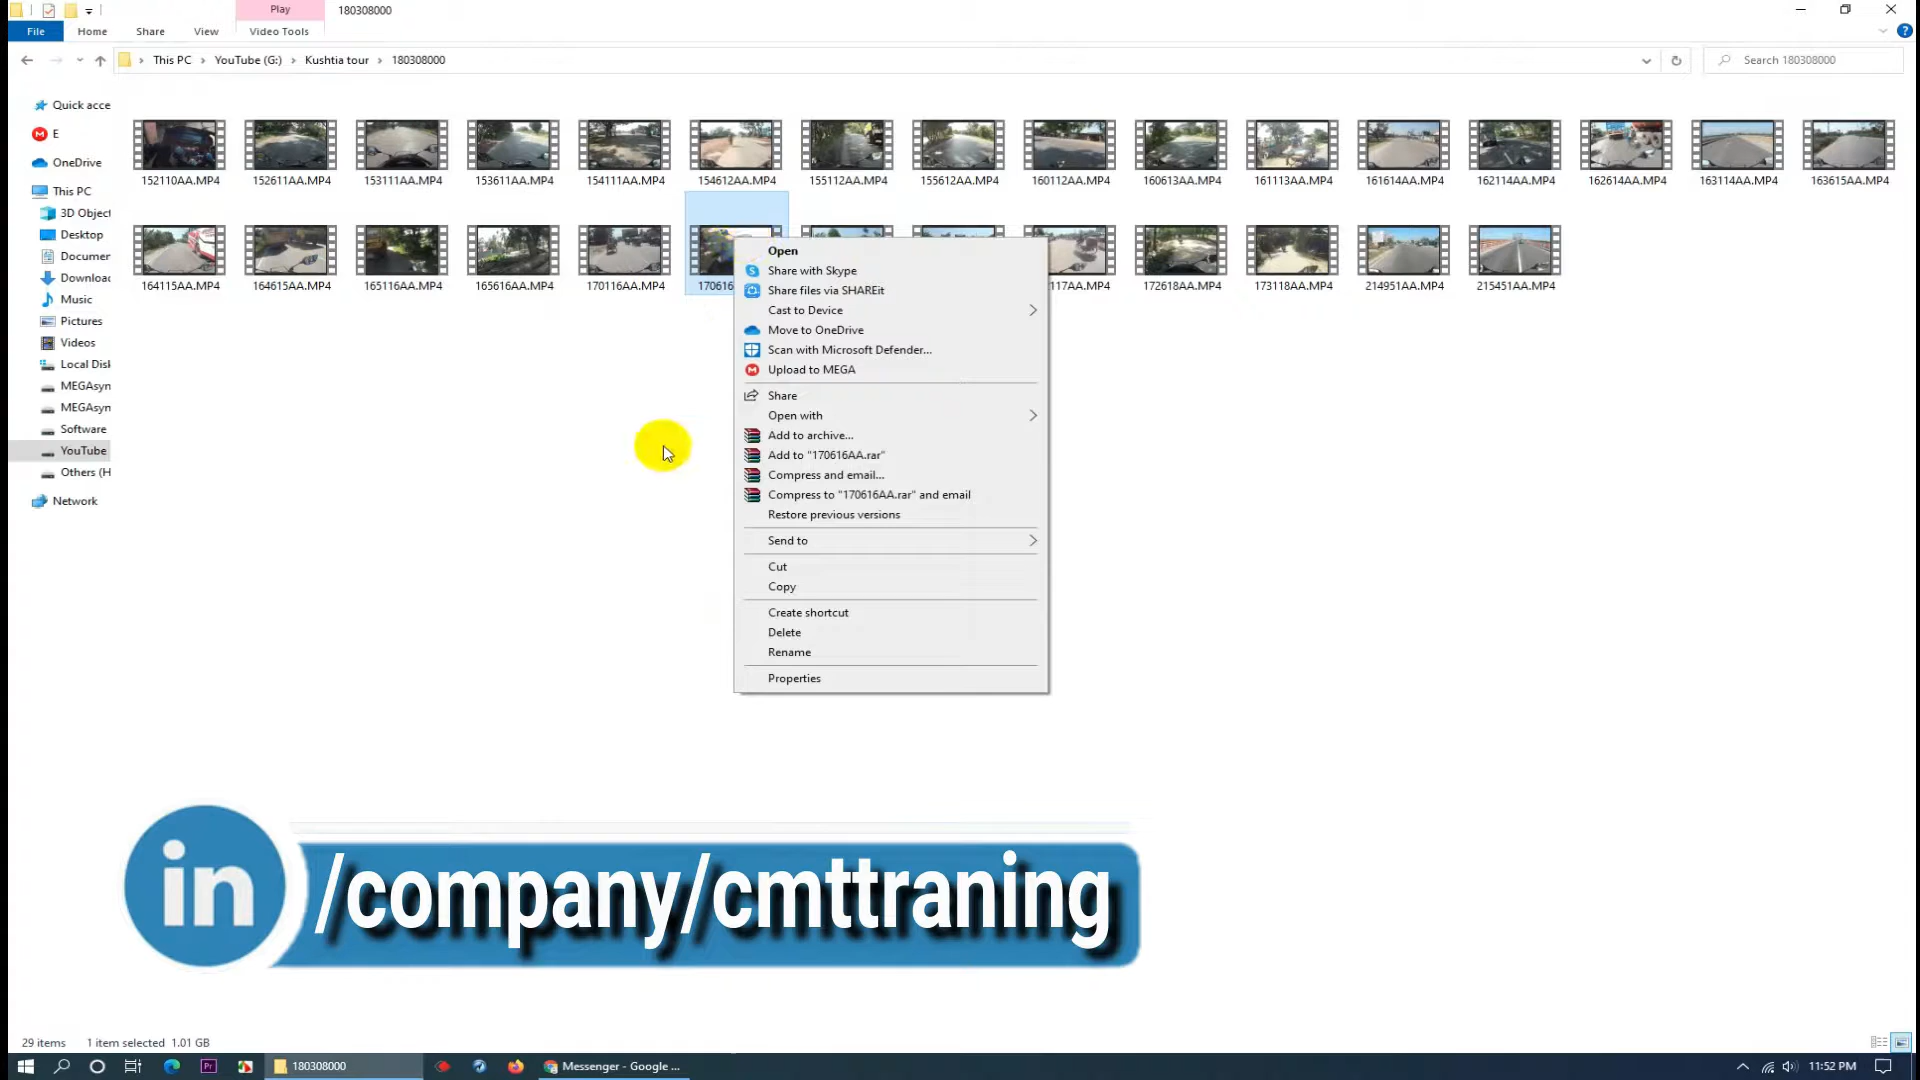 Play
180308000
File
Home
Share
View
Video Tools
This PC
YouTube (G:)
Kushtia tour
180308000
Search 180308000
Quick acce
E
OneDrive
This PC
3D Object
Desktop
Documen
Download
Music
Pictures
Videos
Local Disk
MEGAsyn
MEGAsyn
Software
YouTube
Others (H
Network
152110AA.MP4
152611AA.MP4
153111AA.MP4
153611AA.MP4
154111AA.MP4
154612AA.MP4
155112AA.MP4
155612AA.MP4
160112AA.MP4
160613AA.MP4
161113AA.MP4
161614AA.MP4
162114AA.MP4
162614AA.MP4
163114AA.MP4
163615AA.MP4
164115AA.MP4
164615AA.MP4
165116AA.MP4
165616AA.MP4
170116AA.MP4
170616
117AA.MP4
172618AA.MP4
173118AA.MP4
214951AA.MP4
215451AA.MP4
Open
Share with Skype
Share files via SHAREit
Cast to Device
Move to OneDrive
Scan with Microsoft Defender...
Upload to MEGA
Share
Open with
Add to archive...
Add to "170616AA.rar"
Compress and email...
Compress to "170616AA.rar" and email
Restore previous versions
Send to
Cut
Copy
Create shortcut
Delete
Rename
Properties
in /company/cmttraning
29 items
1 item selected 1.01 GB
Pr
180308000
Messenger - Google ...
11:52 PM